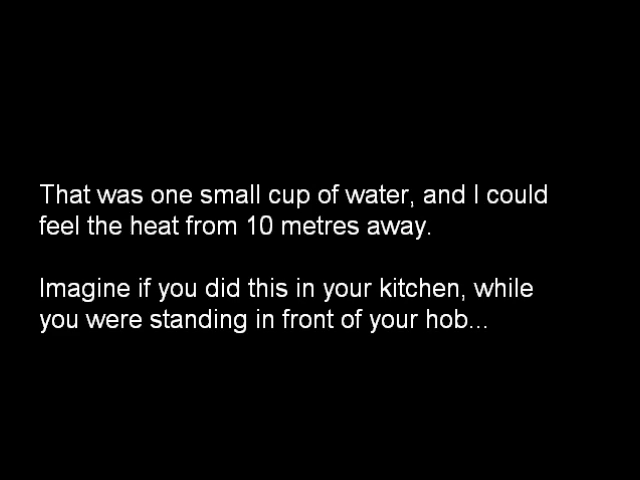 That was one small cup of water, and I could
feel the heat from 10 metres away.
Imagine if you did this in your kitchen, while
you were standing in front of your hob...